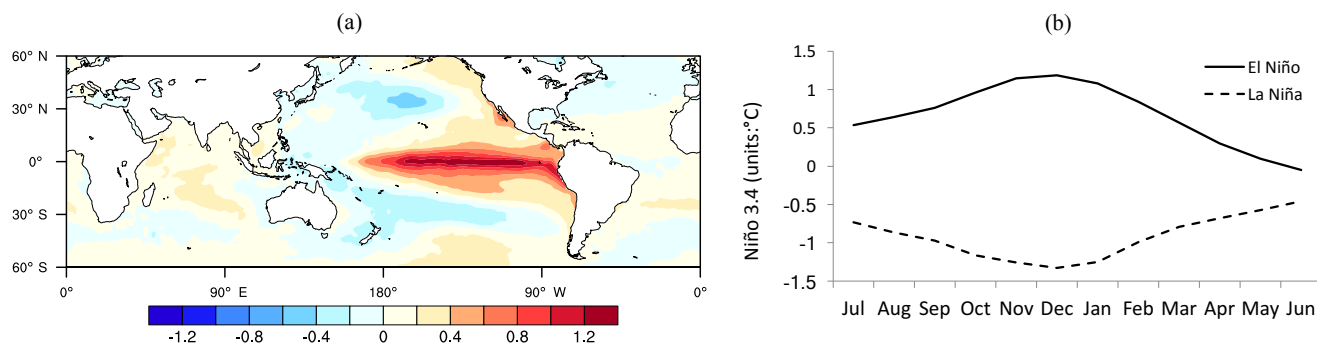 (a)
60° N
30° N
0°
30° S
60° S
0° 90° E 180° 90° W 0°
-1.2 -0.8 -0.4 0 0.4 0.8 1.2
(b)
Niño 3.4 (units:°C)
1.5
1
0.5
0
-0.5
-1
-1.5
El Niño
La Niña
Jul Aug Sep Oct Nov Dec Jan Feb Mar Apr May Jun